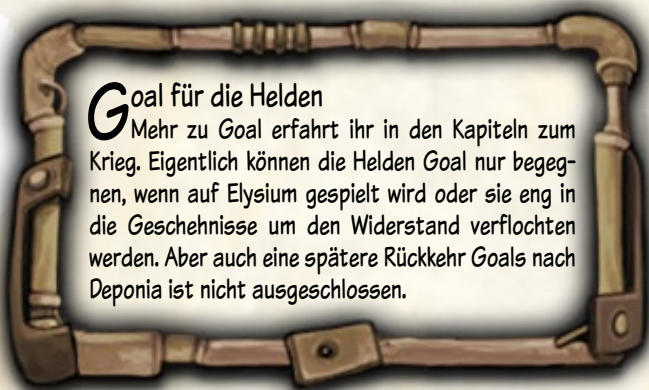 Goal für die Helden
Mehr zu Goal erfahrt ihr in den Kapiteln zum
Krieg. Eigentlich können die Helden Goal nur begeg-
nen, wenn auf Elysium gespielt wird oder sie eng in
die Geschehnisse um den Widerstand verflochten
werden. Aber auch eine spätere Rückkehr Goals nach
Deponia ist nicht ausgeschlossen.